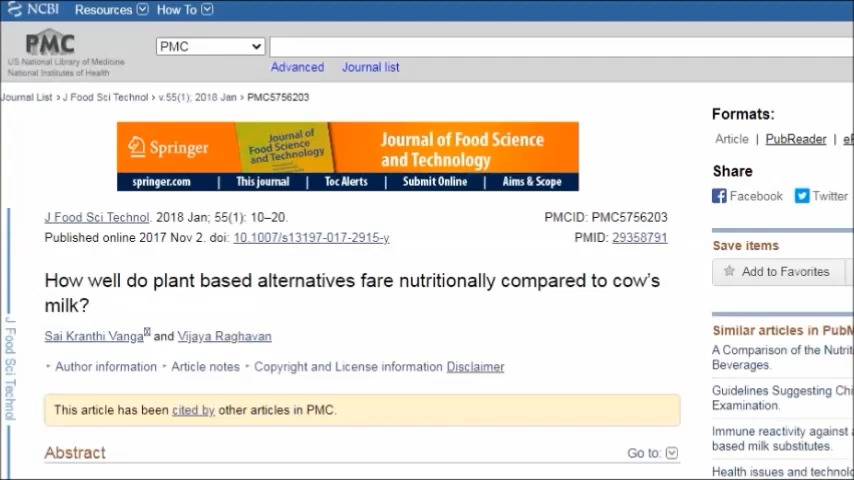 NCBI Resources How To
PMC
US National Library of Medicine
National Institutes of Health
PMC
Advanced Journal list
Journal List > J Food Sci Technol > v.55(1); 2018 Jan > PMC5756203
Springer
Journal of
Food Science
and Technology
Journal of Food Science
and Technology
springer.com | This journal | Toc Alerts | Submit Online | Aims & Scope
J Food Sci Technol. 2018 Jan; 55(1): 10–20.
PMCID: PMC5756203
Published online 2017 Nov 2. doi: 10.1007/s13197-017-2915-y
PMID: 29358791
How well do plant based alternatives fare nutritionally compared to cow's
milk?
Sai Kranthi Vanga and Vijaya Raghavan
Author information Article notes Copyright and License information Disclaimer
This article has been cited by other articles in PMC.
Abstract
Go to:
J Food Sci Technol
J Food Sci Technol
Formats:
Article | PubReader |
Share
Facebook Twitter
Save items
Add to Favorites
Similar articles in PubM
A Comparison of the Nutrit
Beverages.
Guidelines Suggesting Chi
Examination.
Immune reactivity against a
based milk substitutes.
Health issues and technolo